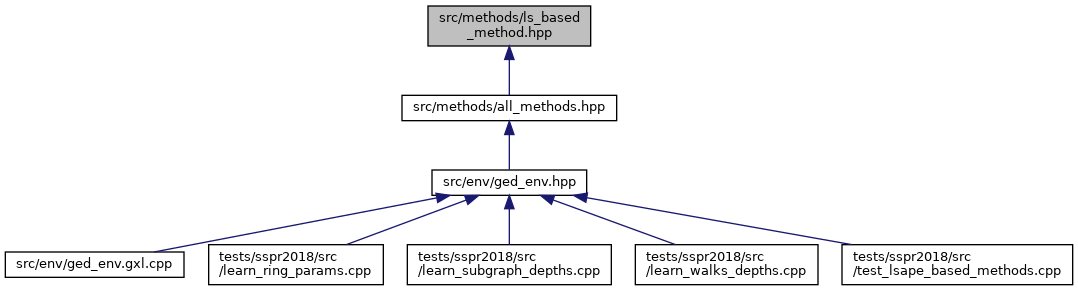 src/methods/ls_based
_method.hpp
src/methods/all_methods.hpp
src/env/ged_env.hpp
src/env/ged_env.gxl.cpp
tests/sspr2018/src
/learn_ring_params.cpp
tests/sspr2018/src
/learn_subgraph_depths.cpp
tests/sspr2018/src
/learn_walks_depths.cpp
tests/sspr2018/src
/test_lsape_based_methods.cpp